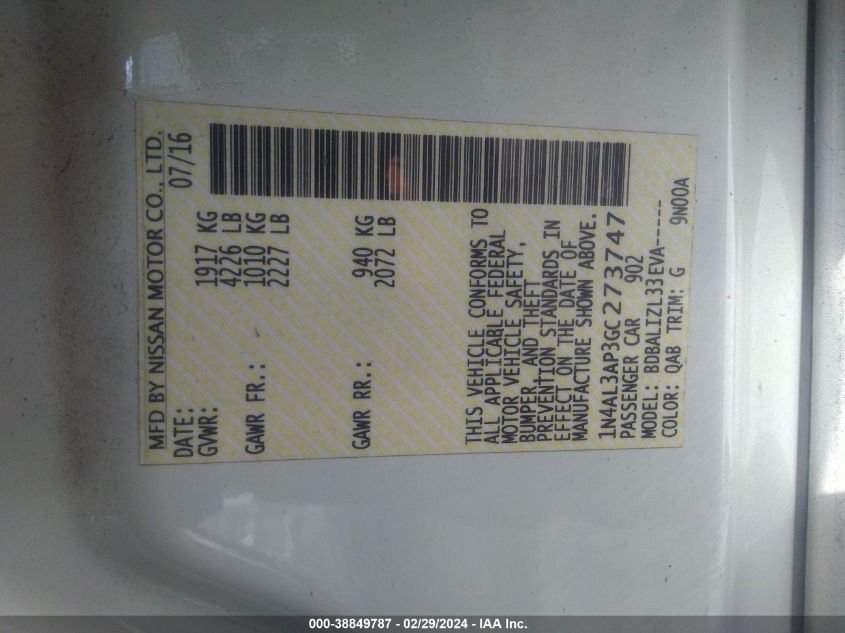 MFD BY NISSAN MOTOR CO., LTD.
DATE: 07/16
GVWR: 1917 KG
4226 LB
GAWR FR.: 1010 KG
2227 LB
GAWR RR.: 940 KG
2072 LB
THIS VEHICLE CONFORMS TO
ALL APPLICABLE FEDERAL
MOTOR VEHICLE SAFETY,
BUMPER, AND THEFT
PREVENTION STANDARDS IN
EFFECT ON THE DATE OF
MANUFACTURE SHOWN ABOVE.
1N4AL3AP3GC273747
PASSENGER CAR 902
MODEL: BDBALIZL33EVA-----
COLOR: QAB TRIM: G 9N00A
000-38849787 - 02/29/2024 - IAA Inc.